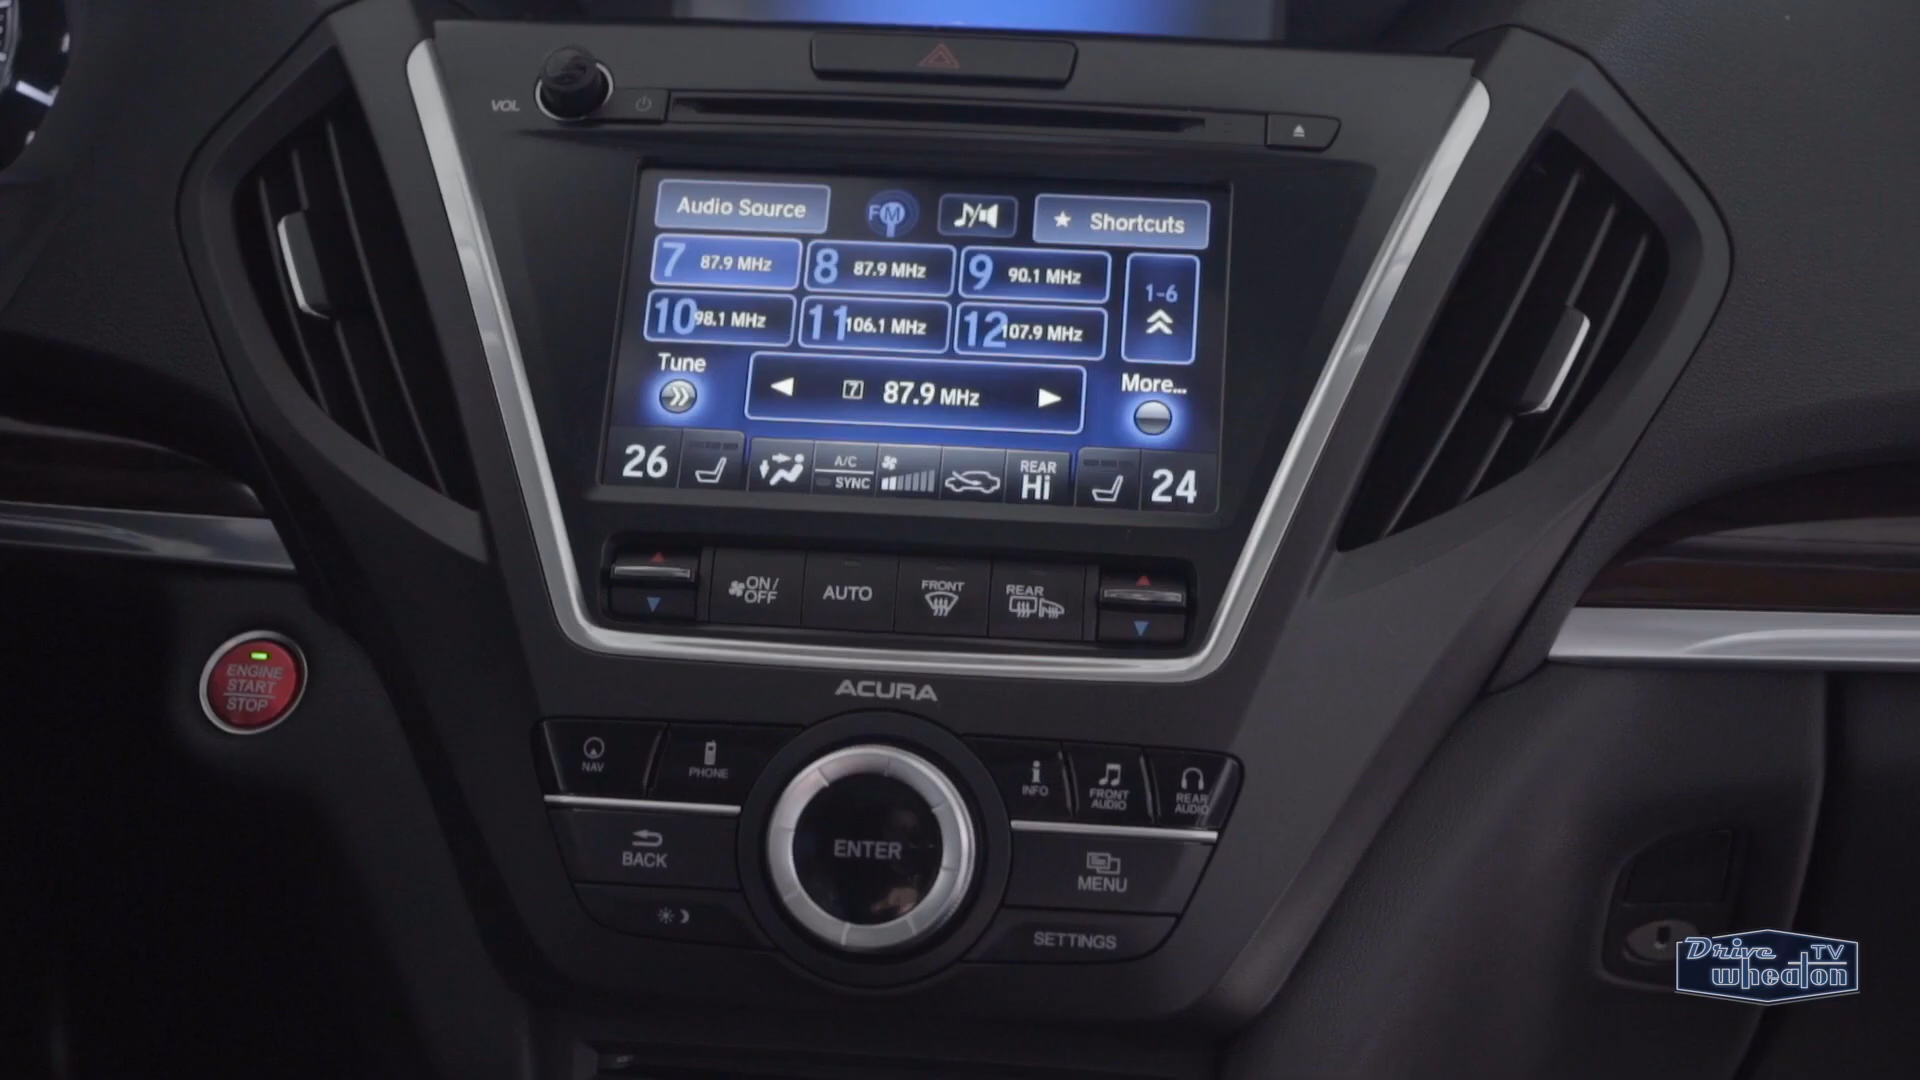 VOL
Audio Source
FM
★ Shortcuts
7 87.9 MHz
8 87.9 MHz
9 90.1 MHz
1-6
10 98.1 MHz
11 106.1 MHz
12 107.9 MHz
Tune
7 87.9 MHz
More...
26
A/C
SYNC
REAR
Hi
24
ON/
OFF
AUTO
FRONT
REAR
ENGINE
START
STOP
ACURA
NAV
PHONE
INFO
FRONT
AUDIO
REAR
AUDIO
BACK
ENTER
MENU
SETTINGS
Drive TV
wheaton